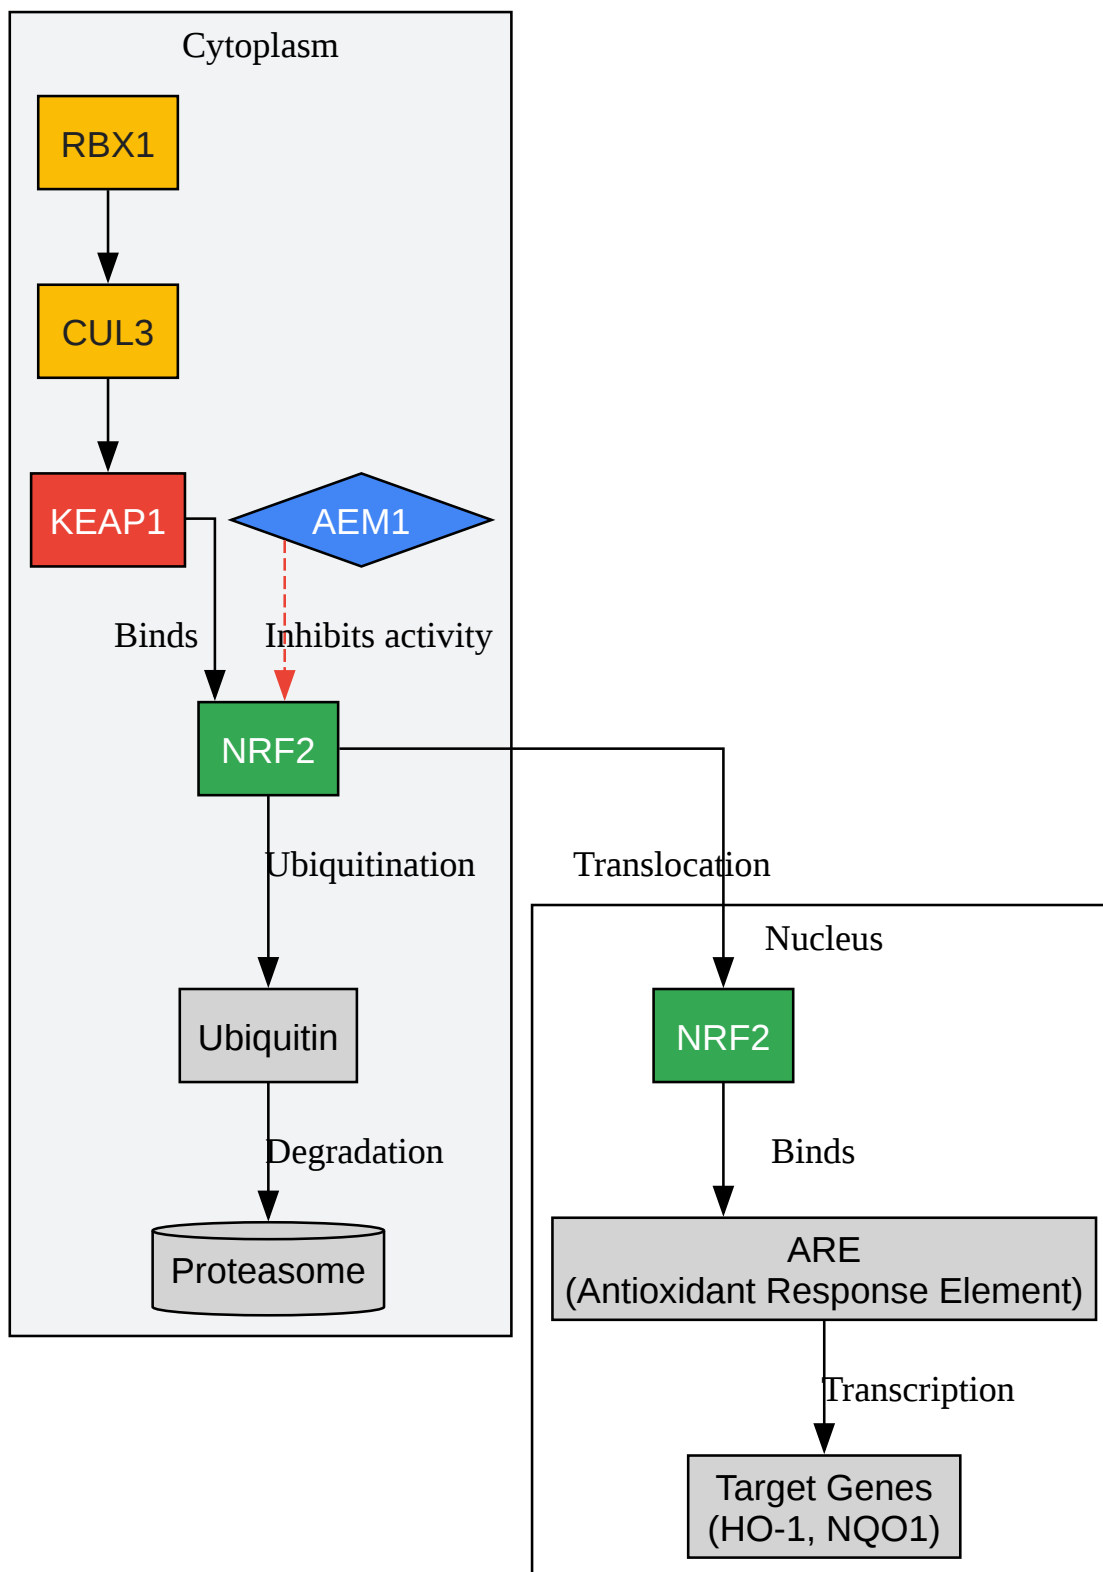 Cytoplasm
RBX1
CUL3
KEAP1
AEM1
Binds
Inhibits activity
NRF2
Ubiquitination
Translocation
Nucleus
Ubiquitin
NRF2
Degradation
Binds
Proteasome
ARE
(Antioxidant Response Element)
Transcription
Target Genes
(HO-1, NQO1)